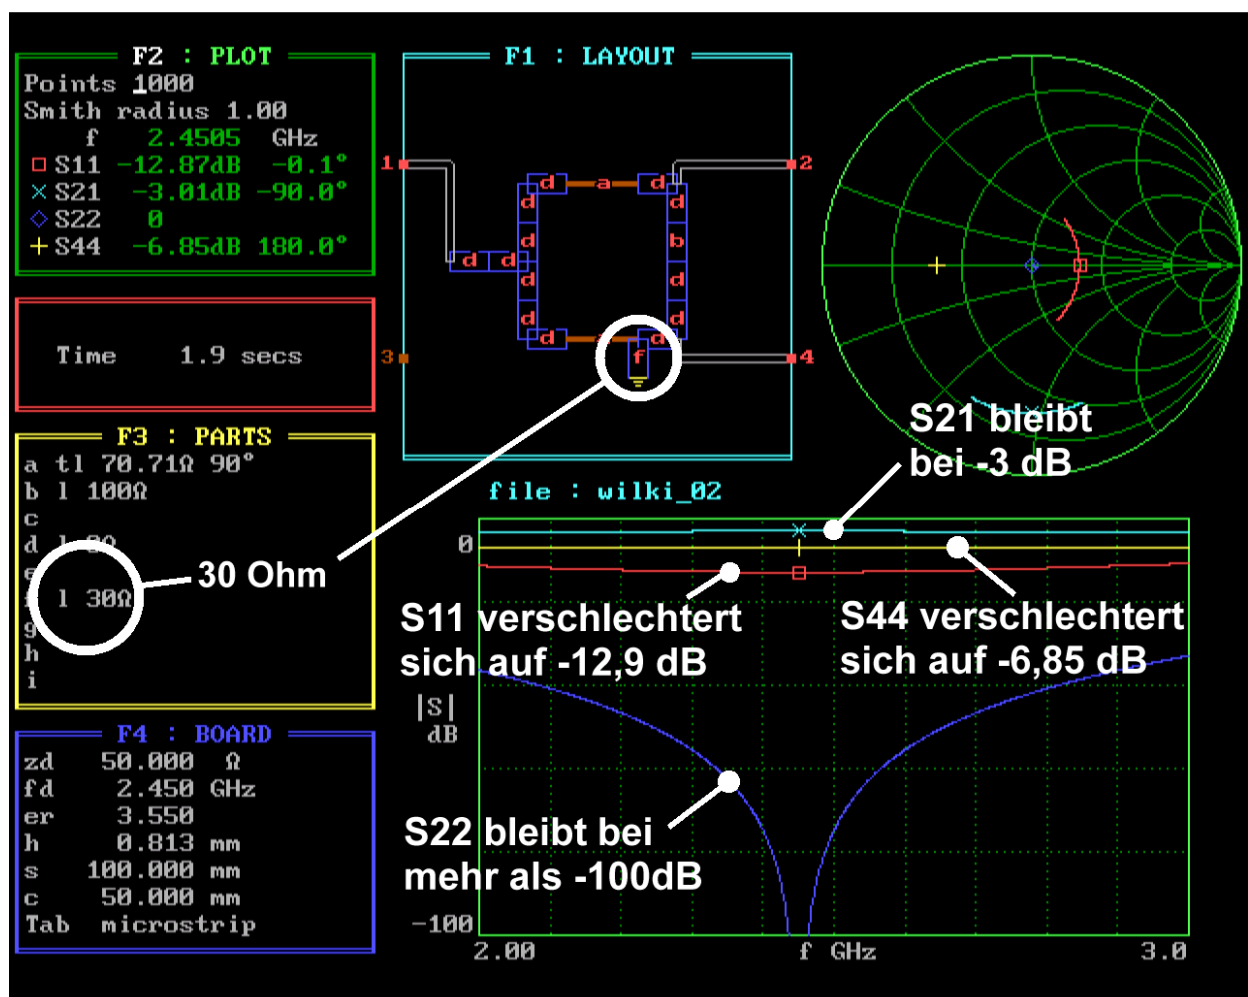 F2 : PLOT
Points 1000
Smith radius 1.00
f 2.4505 GHz
S11 -12.87dB -0.1°
S21 -3.01dB -90.0°
S22 0
S44 -6.85dB 180.0°
Time 1.9 secs
F3 : PARTS
a tl 70.71Ω 90°
b l 100Ω
c
d l 0Ω
l 30Ω
g
h
i
30 Ohm
F4 : BOARD
zd 50.000 Ω
fd 2.450 GHz
er 3.550
h 0.813 mm
s 100.000 mm
c 50.000 mm
Tab microstrip
F1 : LAYOUT
1
2
d a d
d d
d b
d d
d d
d d
d d
f
3
4
S21 bleibt
bei -3 dB
file : wilki_02
0
S11 verschlechtert
sich auf -12,9 dB
S44 verschlechtert
sich auf -6,85 dB
|S|
dB
S22 bleibt bei
mehr als -100dB
-100
2.00 f GHz 3.0